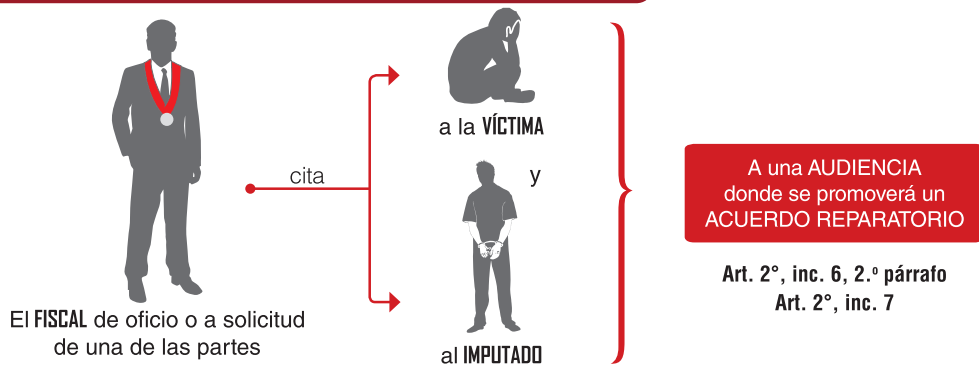 El FISCAL de oficio o a solicitud
de una de las partes
cita
a la VÍCTIMA
y
al IMPUTADO
A una AUDIENCIA
donde se promoverá un
ACUERDO REPARATORIO
Art. 2°, inc. 6, 2.º párrafo
Art. 2°, inc. 7